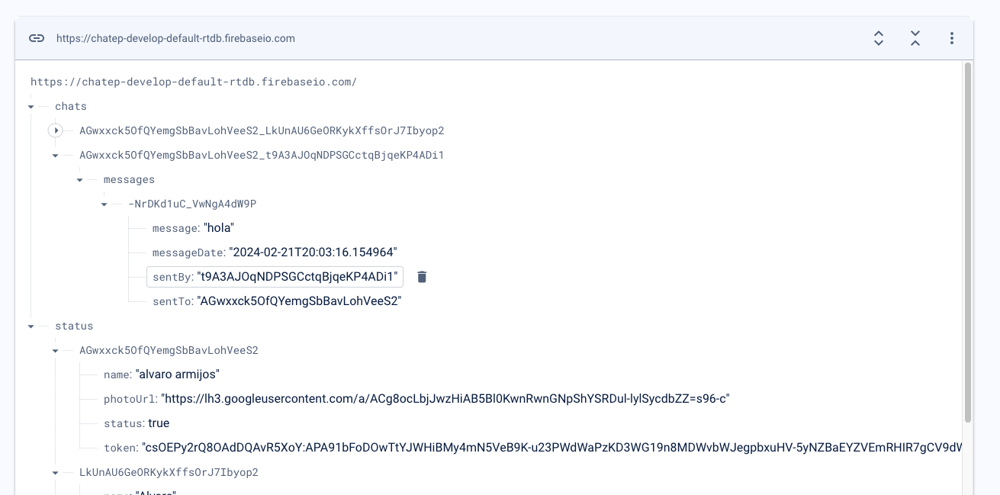 https://chatep-develop-default-rtdb.firebaseio.com
https://chatep-develop-default-rtdb.firebaseio.com/
chats
AGwxxck5OfQYemgSbBavLohVeeS2_LkUnAU6GeORKykXffsOrJ7Ibyop2
AGwxxck5OfQYemgSbBavLohVeeS2_t9A3AJOqNDPSGCctqBjqeKP4ADi1
messages
-NrDKd1uC_VwNgA4dW9P
message: "hola"
messageDate: "2024-02-21T20:03:16.154964"
sentBy: "t9A3AJOqNDPSGCctqBjqeKP4ADi1"
sentTo: "AGwxxck5OfQYemgSbBavLohVeeS2"
status
AGwxxck5OfQYemgSbBavLohVeeS2
name: "alvaro armijos"
photoUrl: "https://lh3.googleusercontent.com/a/ACg8ocLbjJwzHiAB5Bl0KwnRwnGNpShYSRDul-lylSycdbZZ=s96-c"
status: true
token: "csOEPy2rQ8OAdDQAvR5XoY:APA91bFoDOwTtYJWHiBMy4mN5VeB9K-u23PWdWaPzKD3WG19n8MDWvbWJegpbxuHV-5yNZBaEYZVEmRHIR7gCV9dW
LkUnAU6GeORKykXffsOrJ7Ibyop2
name: "Alvaro"